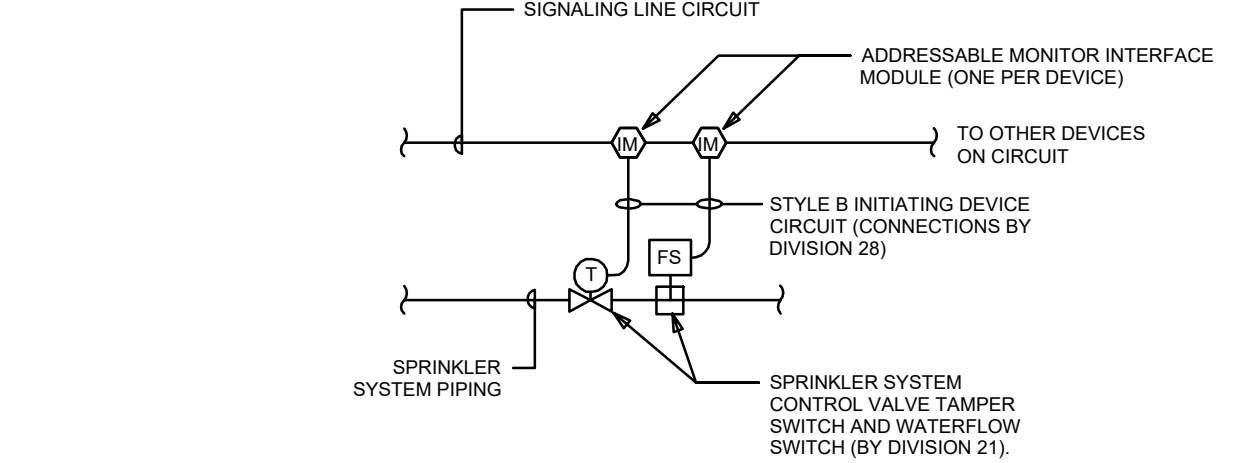 SIGNALING LINE CIRCUIT
ADDRESSABLE MONITOR INTERFACE
MODULE (ONE PER DEVICE)
IM
IM
TO OTHER DEVICES
ON CIRCUIT
STYLE B INITIATING DEVICE
CIRCUIT (CONNECTIONS BY
DIVISION 28)
FS
T
SPRINKLER
SYSTEM PIPING
SPRINKLER SYSTEM
CONTROL VALVE TAMPER
SWITCH AND WATERFLOW
SWITCH (BY DIVISION 21).